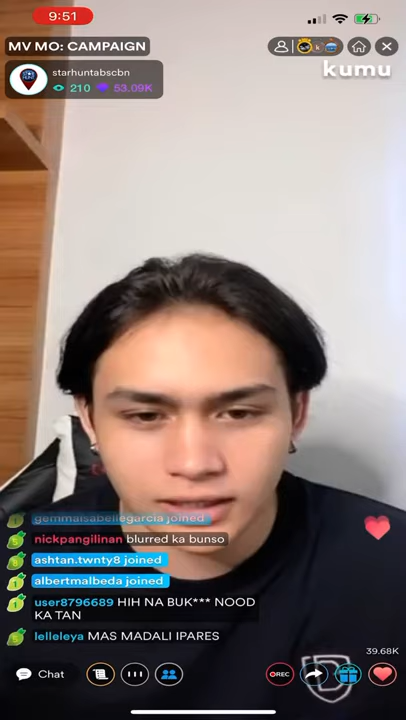 9:51
MV MO: CAMPAIGN
kumu
starhuntabscbn
210 53.09K
gemmaisabellegarcia joined
nickpangilinan blurred ka bunso
ashtan.twnty8 joined
albertmalbeda joined
user8796689 HIH NA BUK*** NOOD
KA TAN
lelleleya MAS MADALI IPARES
39.68K
Chat
REC